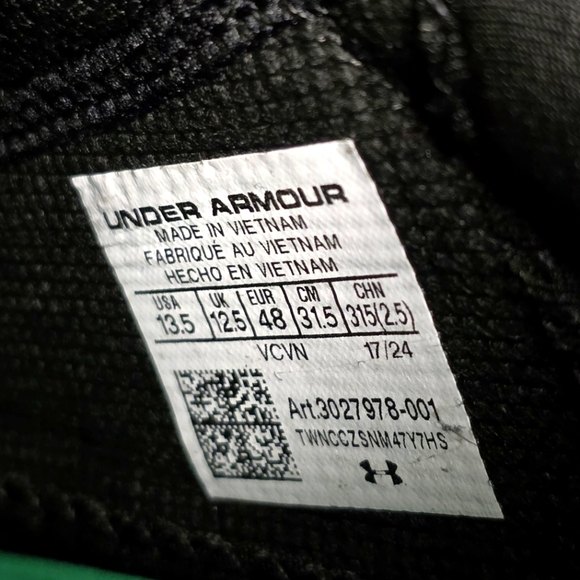 UNDER ARMOUR
MADE IN VIETNAM
FABRIQUÉ AU VIETNAM
HECHO EN VIETNAM
USA UK EUR CM CHN
13.5 12.5 48 31.5 315(2.5)
VCVN 17/24
Art.3027978-001
TWNCCZSNM47Y7HS